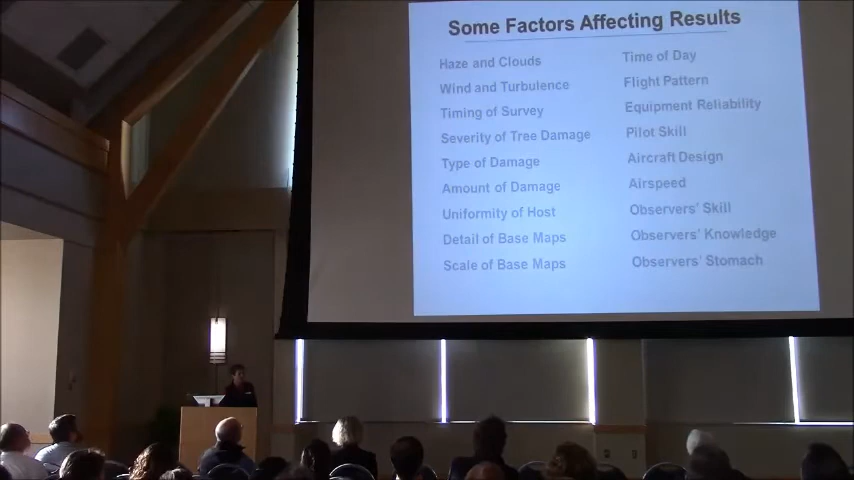 Some Factors Affecting Results
Haze and Clouds
Wind and Turbulence
Timing of Survey
Severity of Tree Damage
Type of Damage
Amount of Damage
Uniformity of Host
Detail of Base Maps
Scale of Base Maps
Time of Day
Flight Pattern
Equipment Reliability
Pilot Skill
Aircraft Design
Airspeed
Observers' Skill
Observers' Knowledge
Observers' Stomach